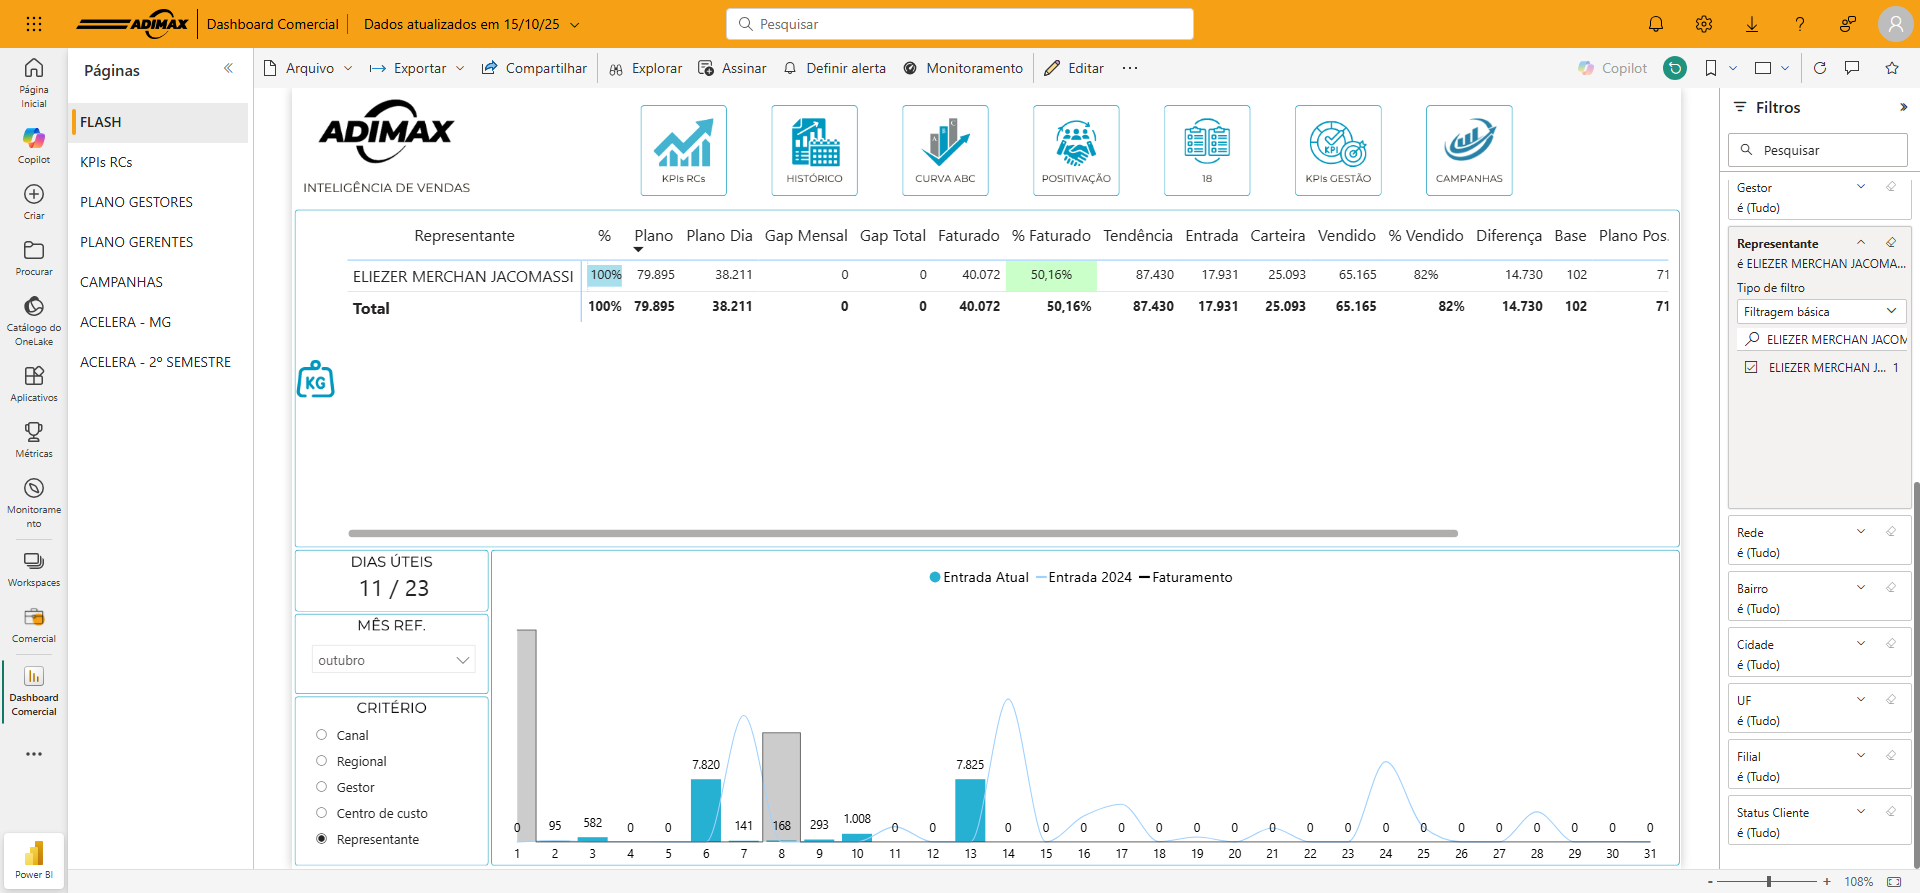 ADIMAX Dashboard Comercial Dados atualizados em 15/10/25 Pesquisar
Página Inicial
Copilot
Criar
Procurar
Catálogo do OneLake
Aplicativos
Métricas
Monitorame nto
Workspaces
Comercial
Dashboard Comercial
Power BI
Páginas
FLASH
KPIs RCs
PLANO GESTORES
PLANO GERENTES
CAMPANHAS
ACELERA - MG
ACELERA - 2º SEMESTRE
Arquivo Exportar Compartilhar Explorar Assinar Definir alerta Monitoramento Editar ... Copilot
ADIMAX
INTELIGÊNCIA DE VENDAS
KPIs RCs HISTÓRICO CURVA ABC POSITIVAÇÃO 18 KPIs GESTÃO CAMPANHAS
Representante % Plano Plano Dia Gap Mensal Gap Total Faturado % Faturado Tendência Entrada Carteira Vendido % Vendido Diferença Base Plano Pos.
ELIEZER MERCHAN JACOMASSI 100% 79.895 38.211 0 0 40.072 50,16% 87.430 17.931 25.093 65.165 82% 14.730 102 71
Total 100% 79.895 38.211 0 0 40.072 50,16% 87.430 17.931 25.093 65.165 82% 14.730 102 71
KG
DIAS ÚTEIS
11 / 23
MÊS REF.
outubro
CRITÉRIO
Canal
Regional
Gestor
Centro de custo
Representante
Entrada Atual Entrada 2024 Faturamento
0 95 582 0 0 7.820 141 168 293 1.008 0 0 7.825 0 0 0 0 0 0 0 0 0 0 0 0 0 0 0 0 0 0
1 2 3 4 5 6 7 8 9 10 11 12 13 14 15 16 17 18 19 20 21 22 23 24 25 26 27 28 29 30 31
Filtros
Pesquisar
Gestor
é (Tudo)
Representante
é ELIEZER MERCHAN JACOMA...
Tipo de filtro
Filtragem básica
ELIEZER MERCHAN JACOM
ELIEZER MERCHAN J... 1
Rede
é (Tudo)
Bairro
é (Tudo)
Cidade
é (Tudo)
UF
é (Tudo)
Filial
é (Tudo)
Status Cliente
é (Tudo)
- + 108%